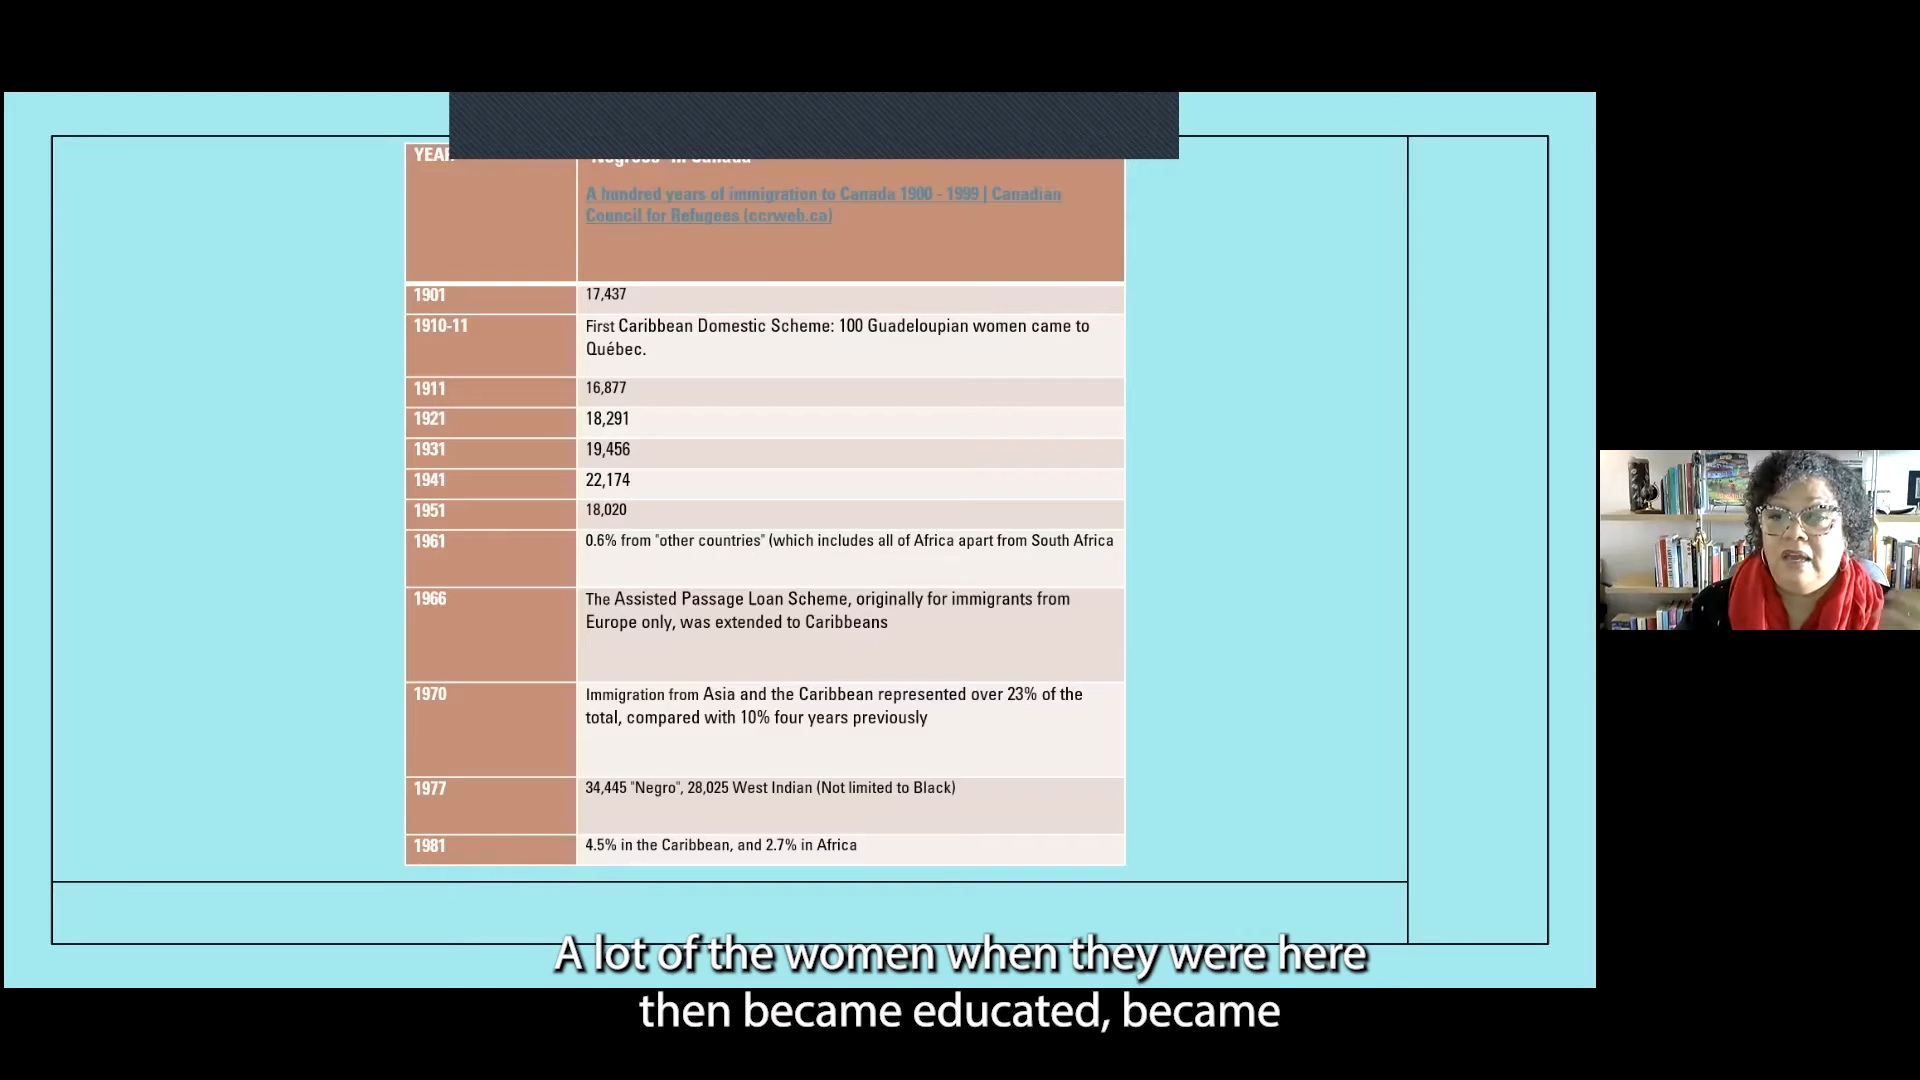 YEAR
"Negroes" in Canada
A hundred years of immigration to Canada 1900 - 1999 | Canadian
Council for Refugees (ccrweb.ca)
1901
17,437
1910-11
First Caribbean Domestic Scheme: 100 Guadeloupian women came to
Québec.
1911
16,877
1921
18,291
1931
19,456
1941
22,174
1951
18,020
1961
0.6% from "other countries" (which includes all of Africa apart from South Africa
1966
The Assisted Passage Loan Scheme, originally for immigrants from
Europe only, was extended to Caribbeans
1970
Immigration from Asia and the Caribbean represented over 23% of the
total, compared with 10% four years previously
1977
34,445 "Negro", 28,025 West Indian (Not limited to Black)
1981
4.5% in the Caribbean, and 2.7% in Africa
A lot of the women when they were here
then became educated, became